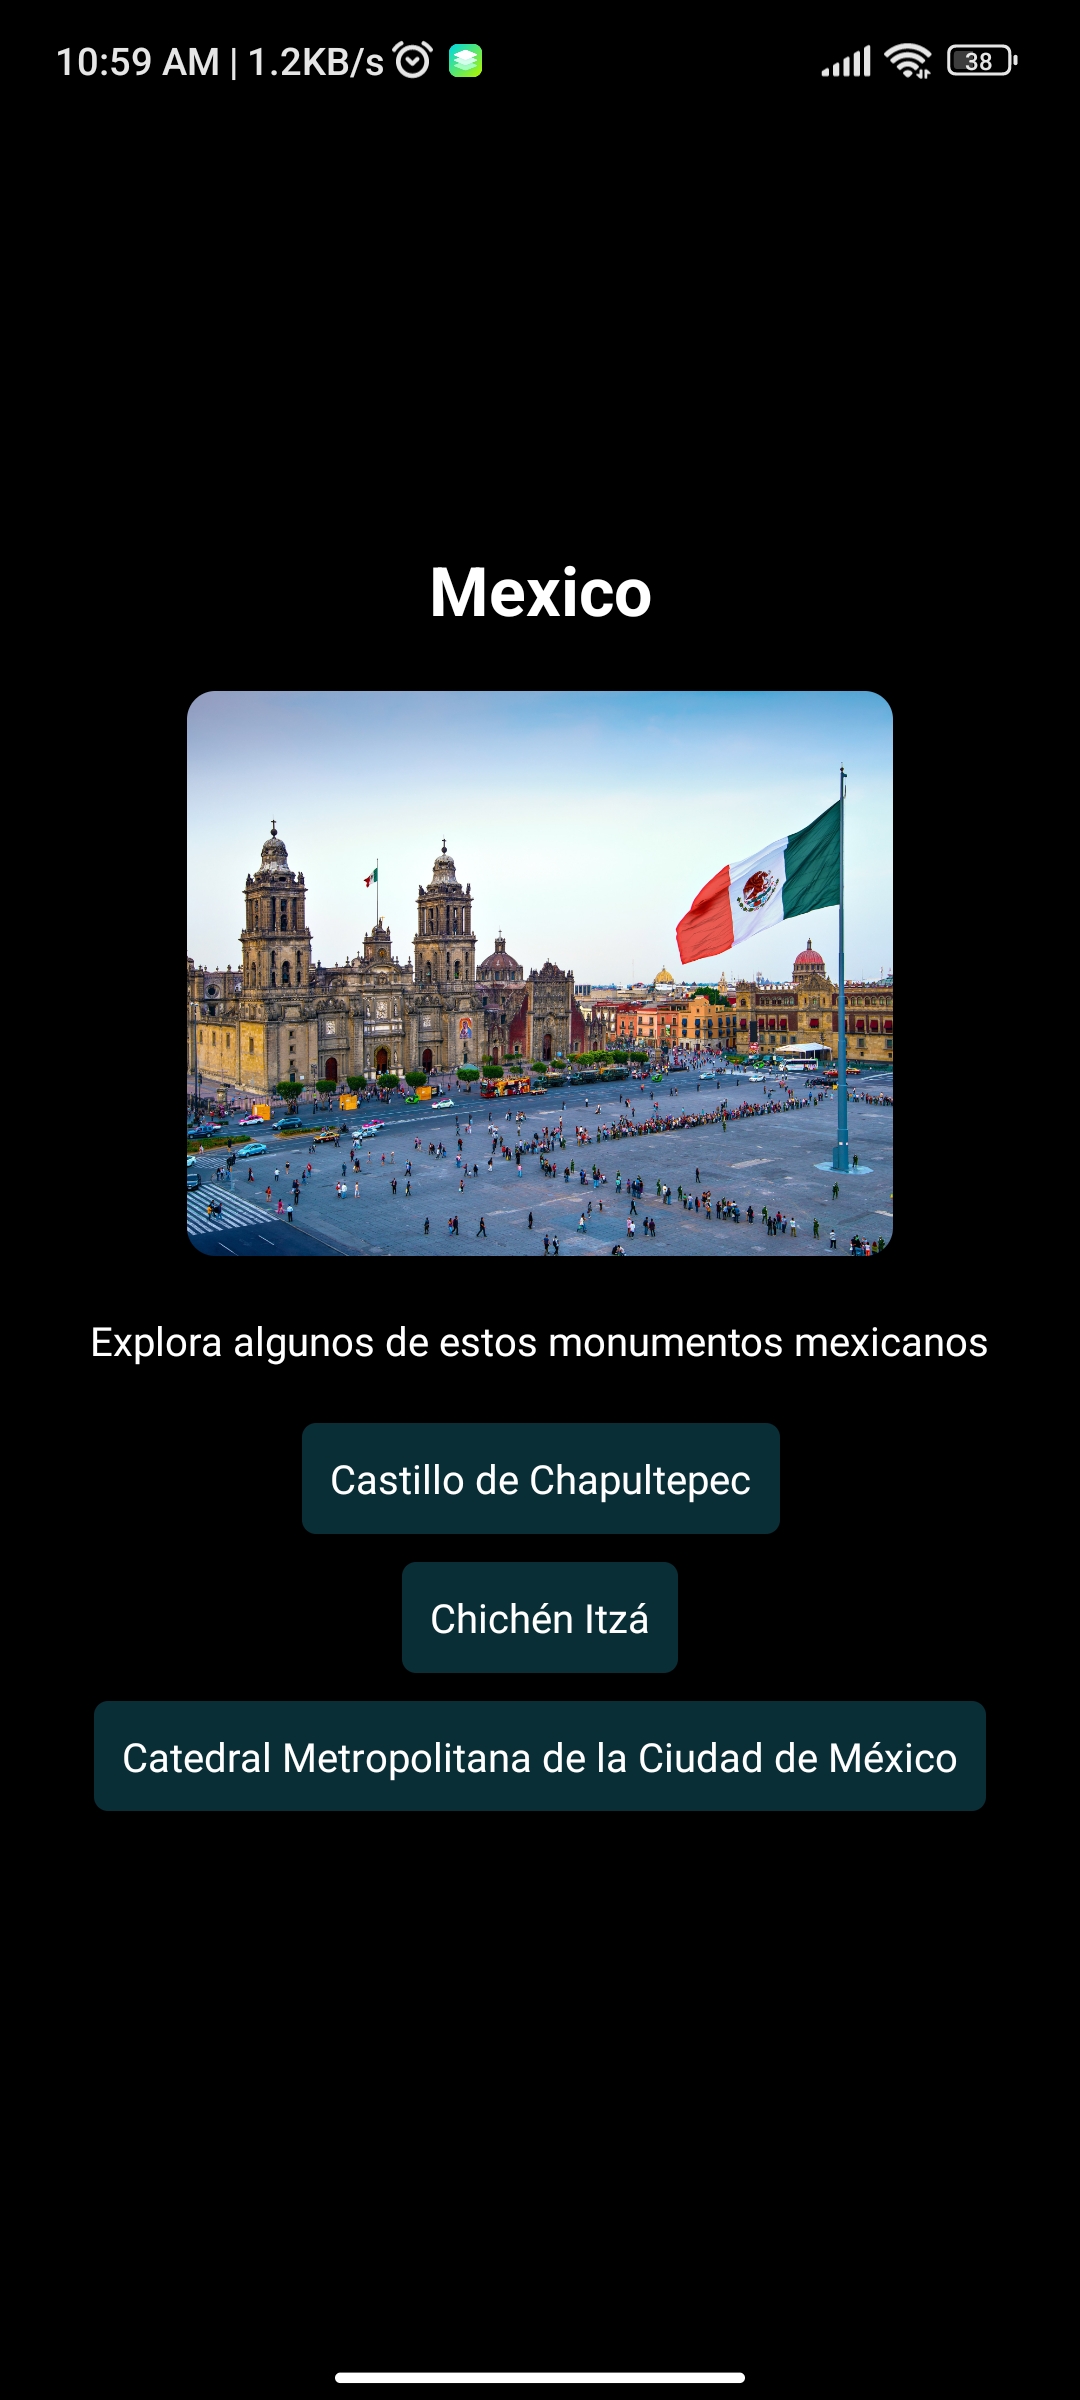 10:59 AM | 1.2KB/s 38
Mexico
Explora algunos de estos monumentos mexicanos
Castillo de Chapultepec
Chichén Itzá
Catedral Metropolitana de la Ciudad de México